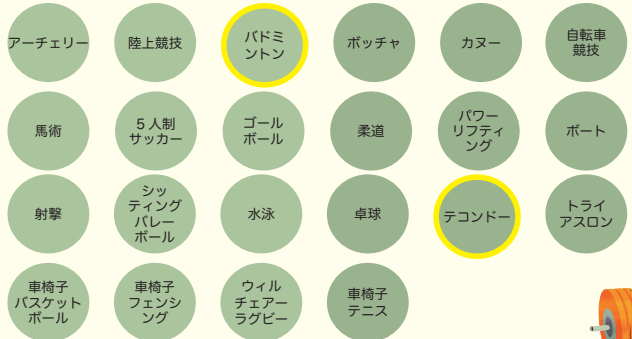 アーチェリー
陸上競技
バドミ
ントン
ボッチャ
カヌー
自転車
競技
馬術
5人制
サッカー
ゴール
ボール
柔道
パワー
リフティ
ング
ボート
射撃
シッ
ティング
バレー
ボール
水泳
卓球
テコンドー
トライ
アスロン
車椅子
バスケット
ボール
車椅子
フェンシ
ング
ウィル
チェアー
ラグビー
車椅子
テニス